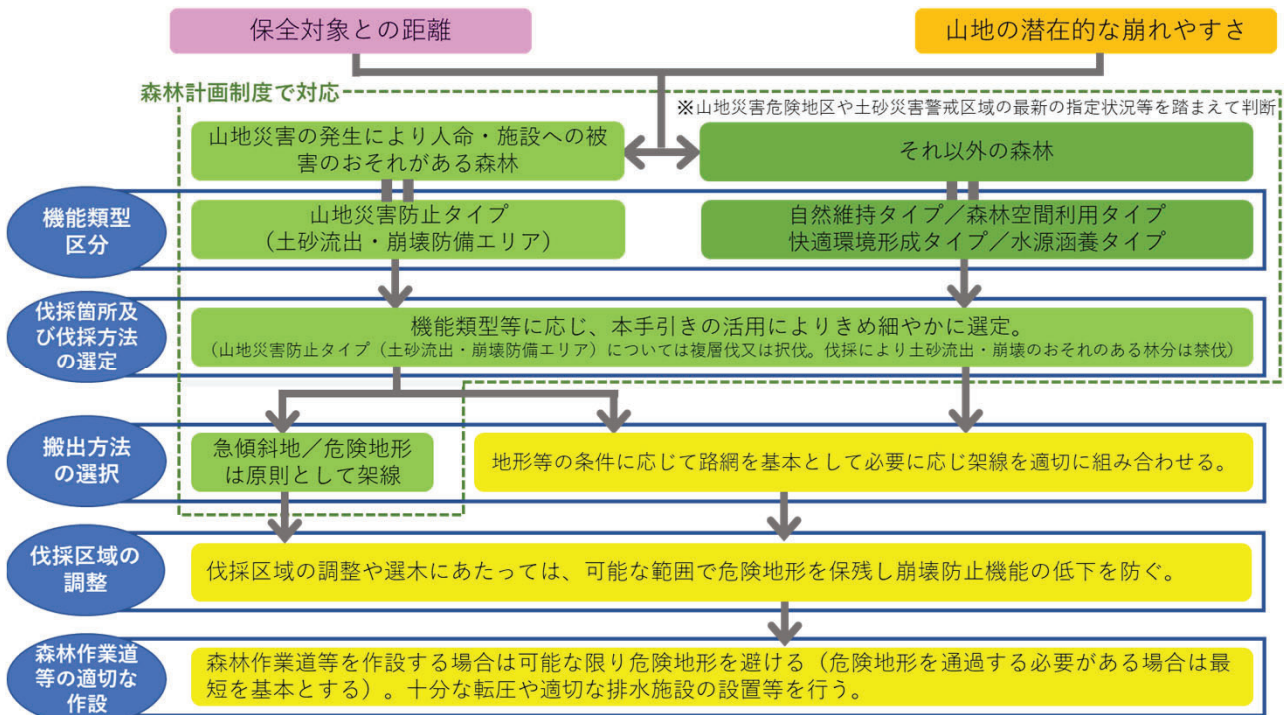 保全対象との距離
山地の潜在的な崩れやすさ
森林計画制度で対応
※山地災害危険地区や土砂災害警戒区域の最新の指定状況等を踏まえて判断
山地災害の発生により人命・施設への被
害のおそれがある森林
それ以外の森林
機能類型
区分
山地災害防止タイプ
（土砂流出・崩壊防備エリア）
自然維持タイプ／森林空間利用タイプ
快適環境形成タイプ／水源涵養タイプ
伐採箇所及
び伐採方法
の選定
機能類型等に応じ、本手引きの活用によりきめ細やかに選定。
（山地災害防止タイプ（土砂流出・崩壊防備エリア）については複層伐又は択伐。伐採により土砂流出・崩壊のおそれのある林分は禁伐）
搬出方法
の選択
急傾斜地／危険地形
は原則として架線
地形等の条件に応じて路網を基本として必要に応じ架線を適切に組み合わせる。
伐採区域の
調整
伐採区域の調整や選木にあたっては、可能な範囲で危険地形を保残し崩壊防止機能の低下を防ぐ。
森林作業道
等の適切な
作設
森林作業道等を作設する場合は可能な限り危険地形を避ける（危険地形を通過する必要がある場合は最
短を基本とする）。十分な転圧や適切な排水施設の設置等を行う。